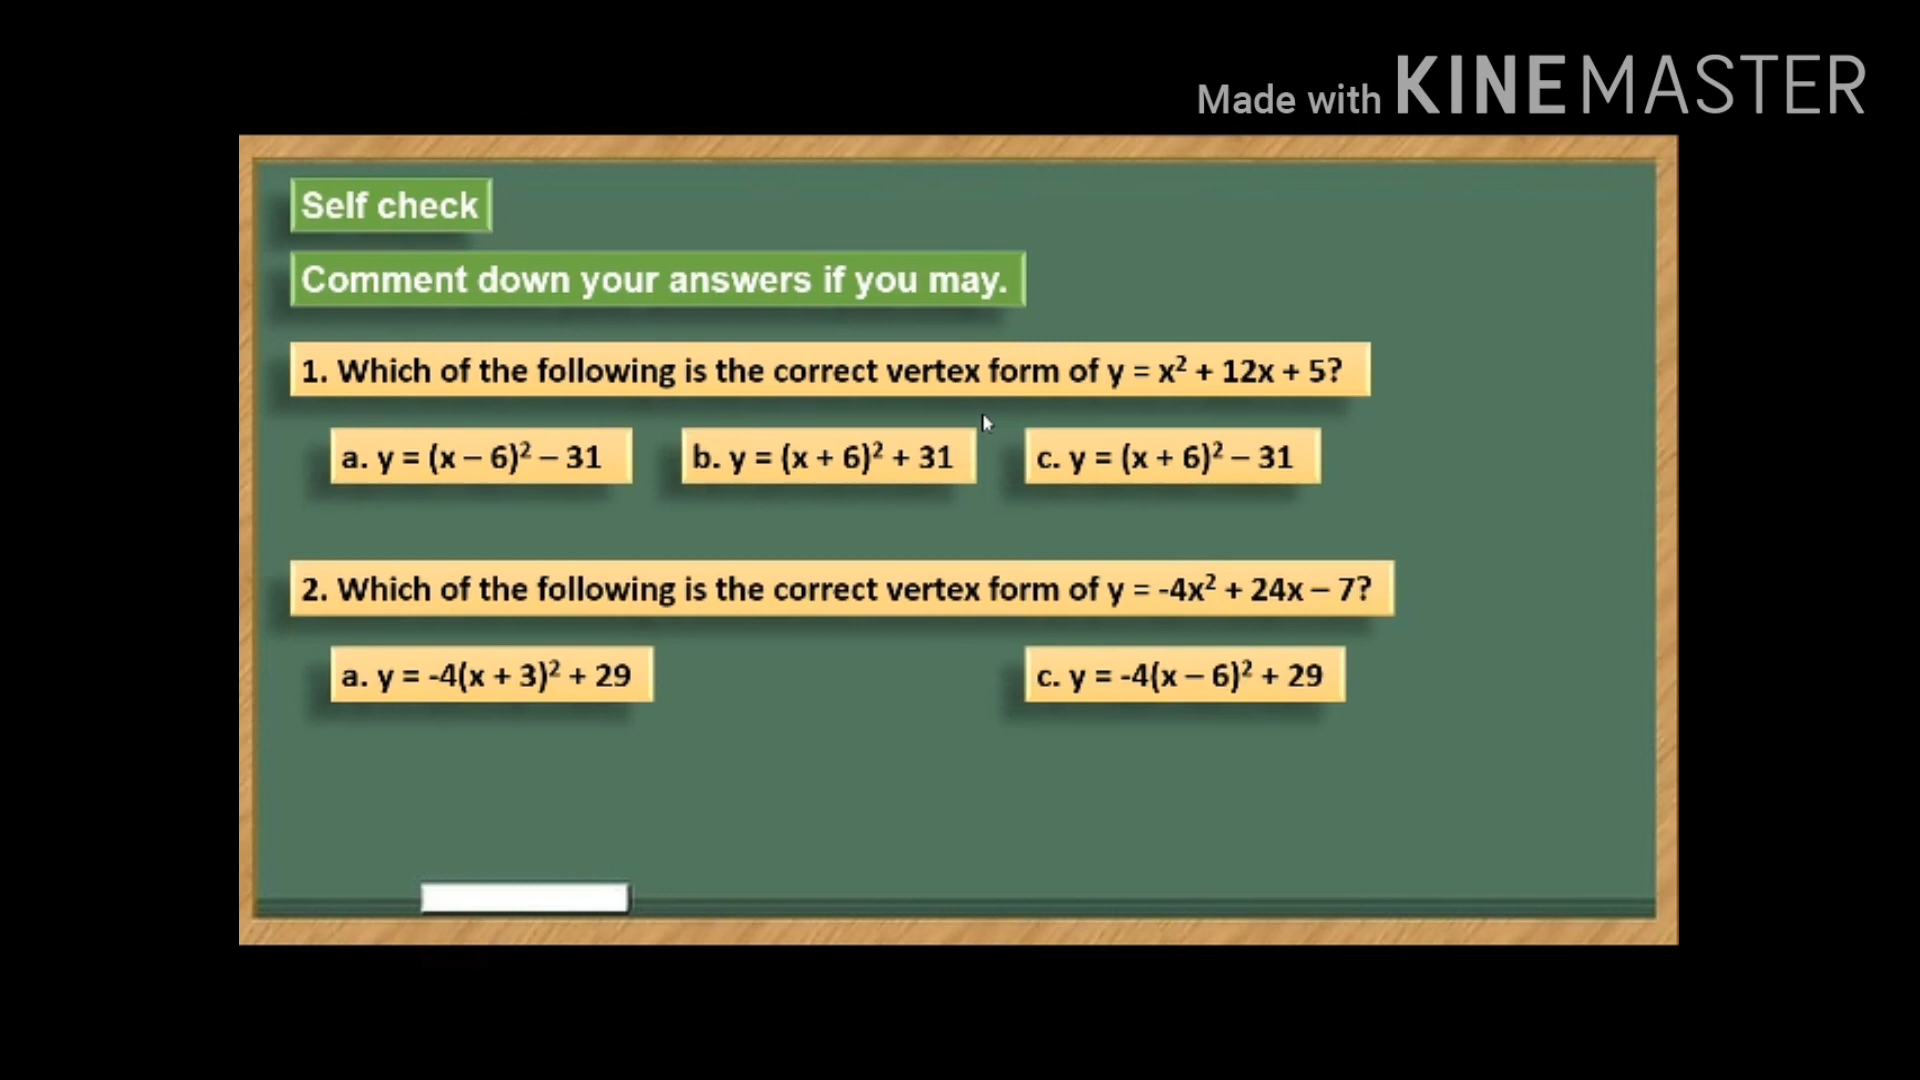 Made with KINEMASTER
Self check
Comment down your answers if you may.
1. Which of the following is the correct vertex form of y = x² + 12x + 5?
a. y = (x – 6)² – 31 b. y = (x + 6)² + 31 c. y = (x + 6)² – 31
2. Which of the following is the correct vertex form of y = -4x² + 24x – 7?
a. y = -4(x + 3)² + 29 c. y = -4(x – 6)² + 29